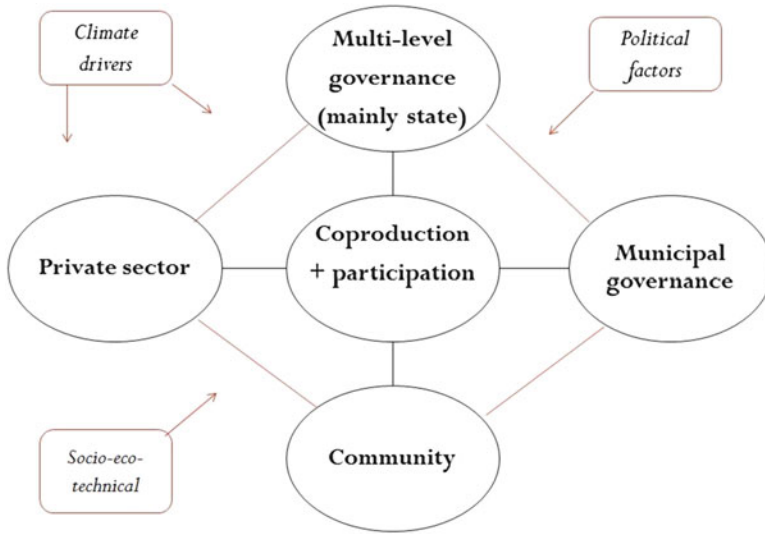 Climate
drivers
Multi-level
governance
(mainly state)
Political
factors
Private sector
Coproduction
+ participation
Municipal
governance
Socio-eco-
technical
Community